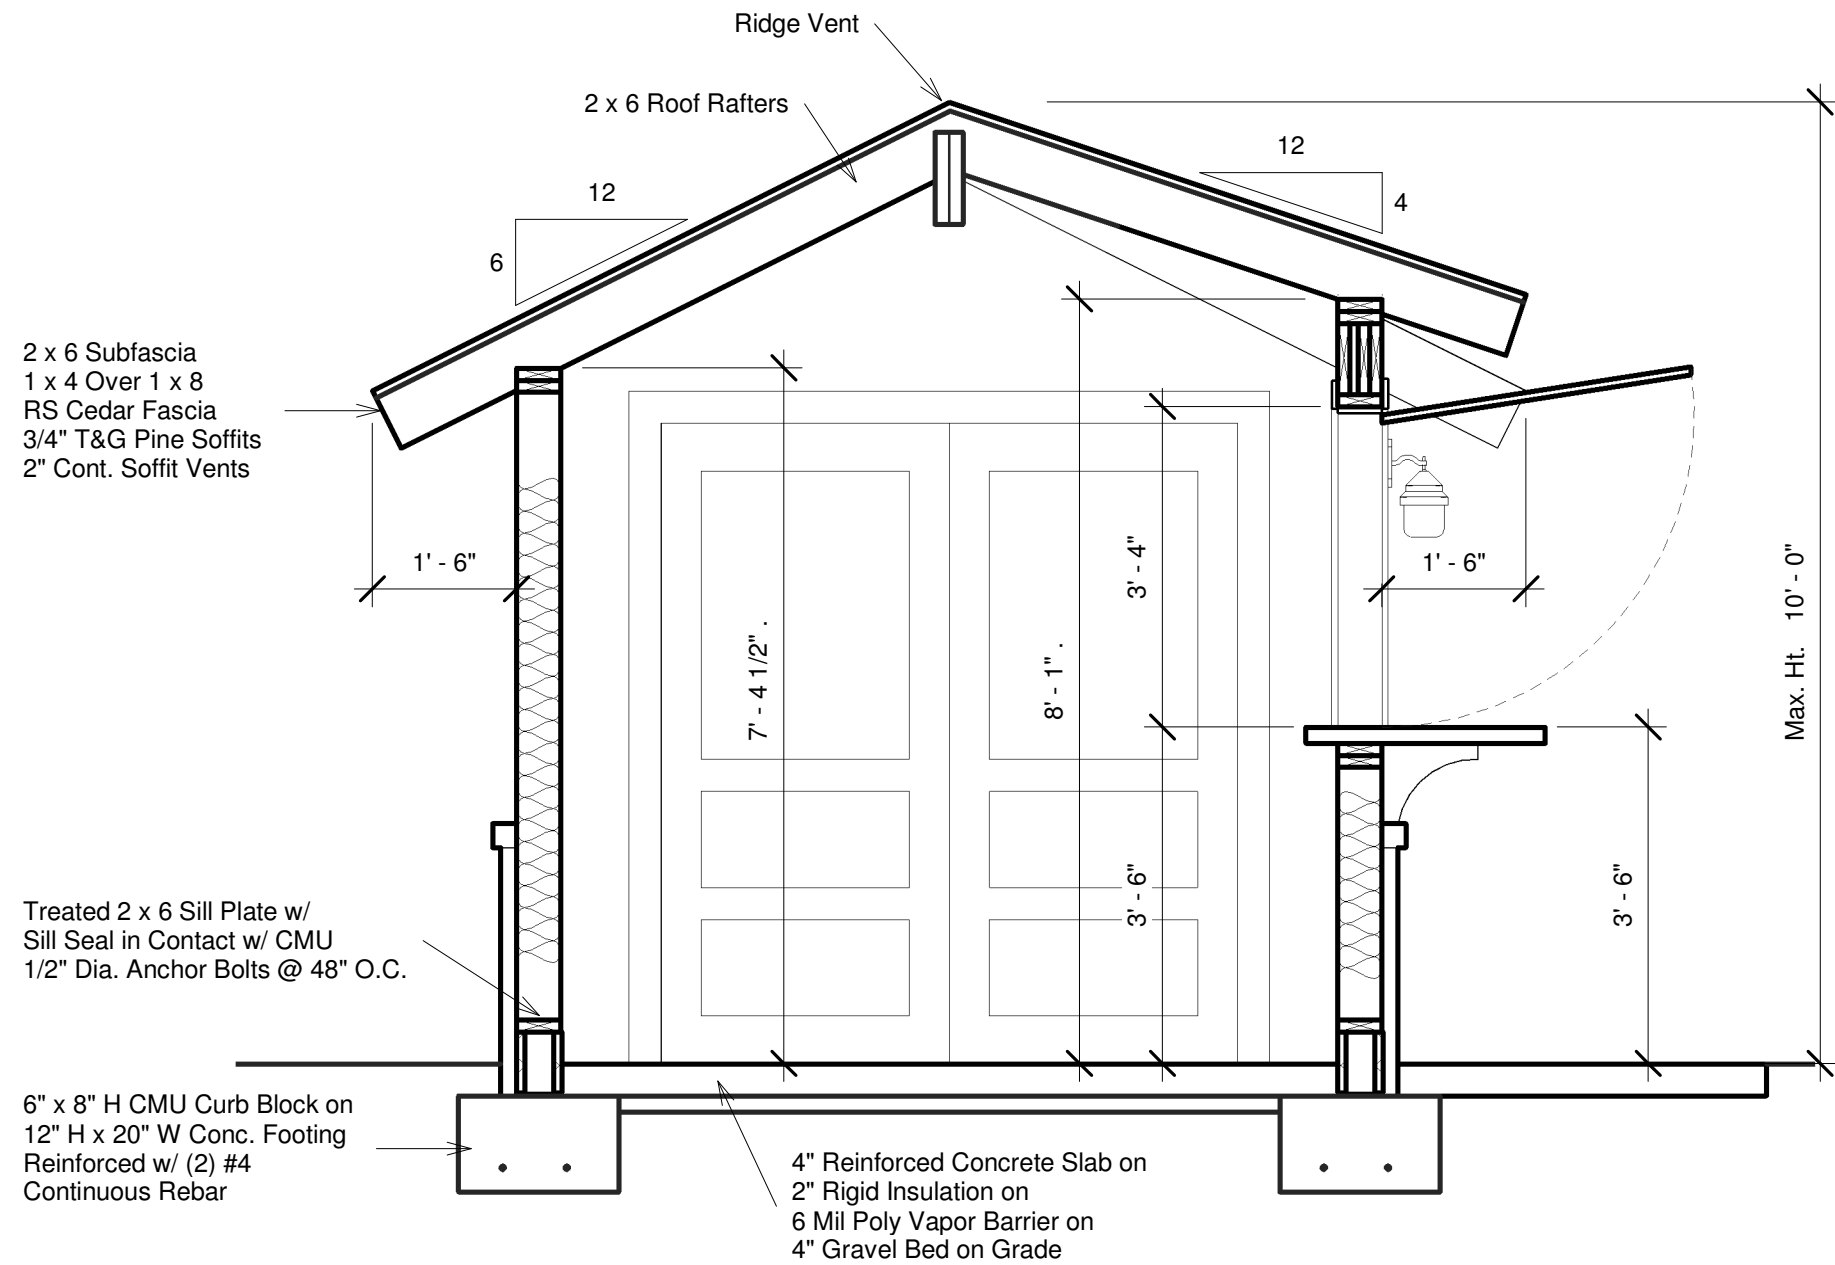 Ridge Vent
2 x 6 Roof Rafters
12
6
12
4
2 x 6 Subfascia
1 x 4 Over 1 x 8
RS Cedar Fascia
3/4" T&G Pine Soffits
2" Cont. Soffit Vents
1' - 6"
7' - 4 1/2" .
8' - 1" .
3' - 4"
3' - 6"
1' - 6"
3' - 6"
Max. Ht. 10' - 0"
Treated 2 x 6 Sill Plate w/
Sill Seal in Contact w/ CMU
1/2" Dia. Anchor Bolts @ 48" O.C.
6" x 8" H CMU Curb Block on
12" H x 20" W Conc. Footing
Reinforced w/ (2) #4
Continuous Rebar
4" Reinforced Concrete Slab on
2" Rigid Insulation on
6 Mil Poly Vapor Barrier on
4" Gravel Bed on Grade